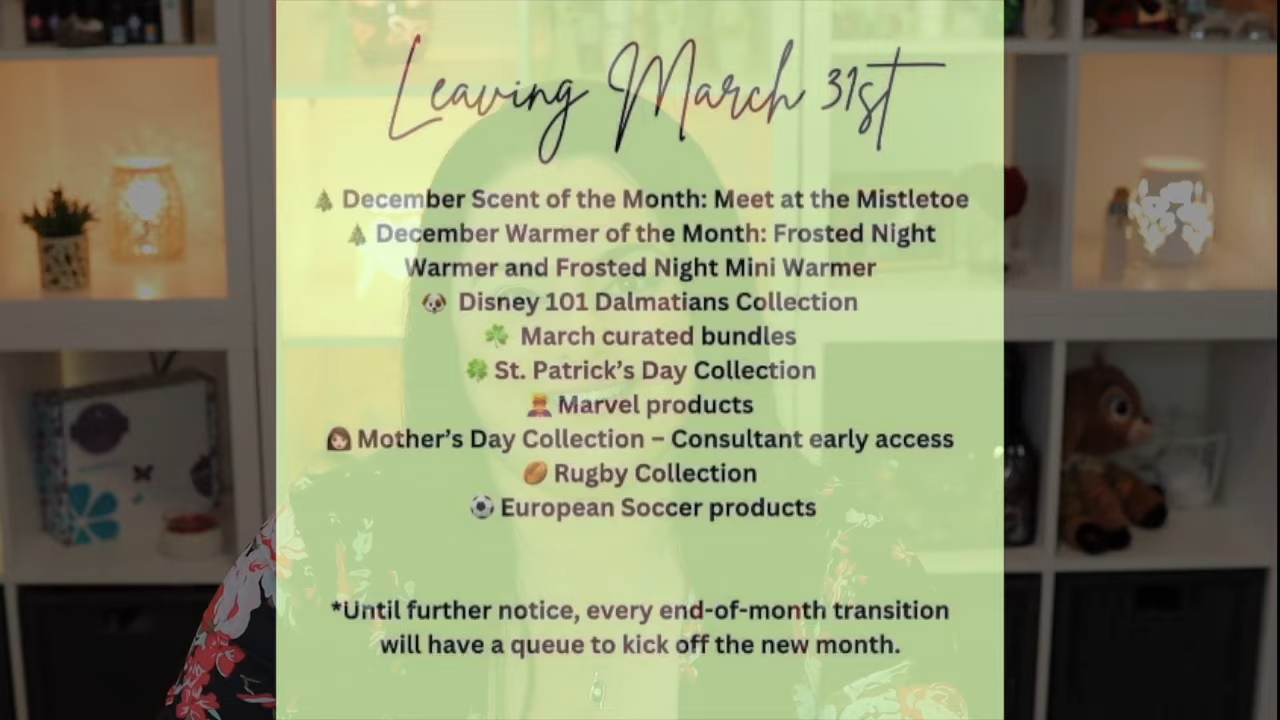 Leaving March 31st
🎄 December Scent of the Month: Meet at the Mistletoe
🎄 December Warmer of the Month: Frosted Night
Warmer and Frosted Night Mini Warmer
🐶 Disney 101 Dalmatians Collection
☘️ March curated bundles
🍀 St. Patrick’s Day Collection
Marvel products
👩 Mother’s Day Collection – Consultant early access
🏉 Rugby Collection
⚽ European Soccer products
*Until further notice, every end-of-month transition
will have a queue to kick off the new month.